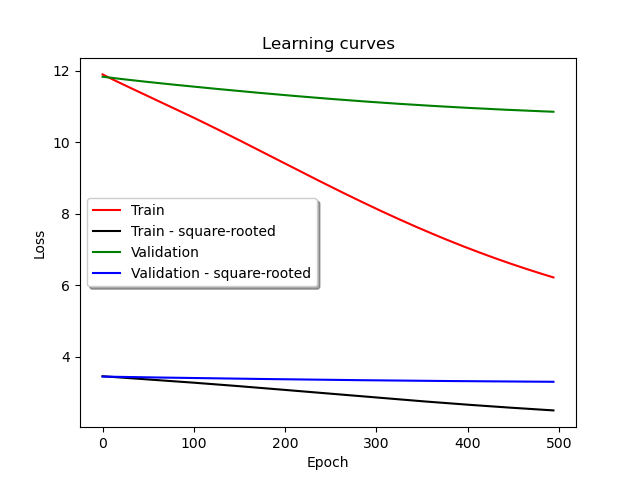 Learning curves
Loss
12
10
8
6
4
Train
Train - square-rooted
Validation
Validation - square-rooted
0 100 200 300 400 500
Epoch